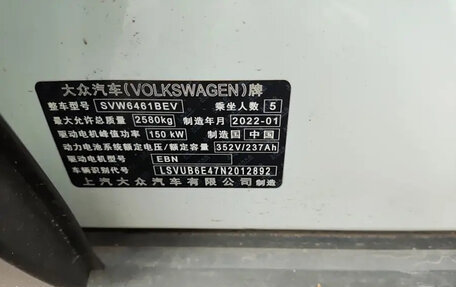 大众汽车(VOLKSWAGEN)牌
整车型号 SVW6461BEV 乘坐人数 5
最大允许总质量 2580kg 制造年月 2022-01
驱动电机峰值功率 150 kW 制造国 中国
动力电池系统额定电压/额定容量 352V/237Ah
驱动电机型号 EBN
车辆识别代号 LSVUB6E47N2012892
上汽大众汽车有限公司 制造